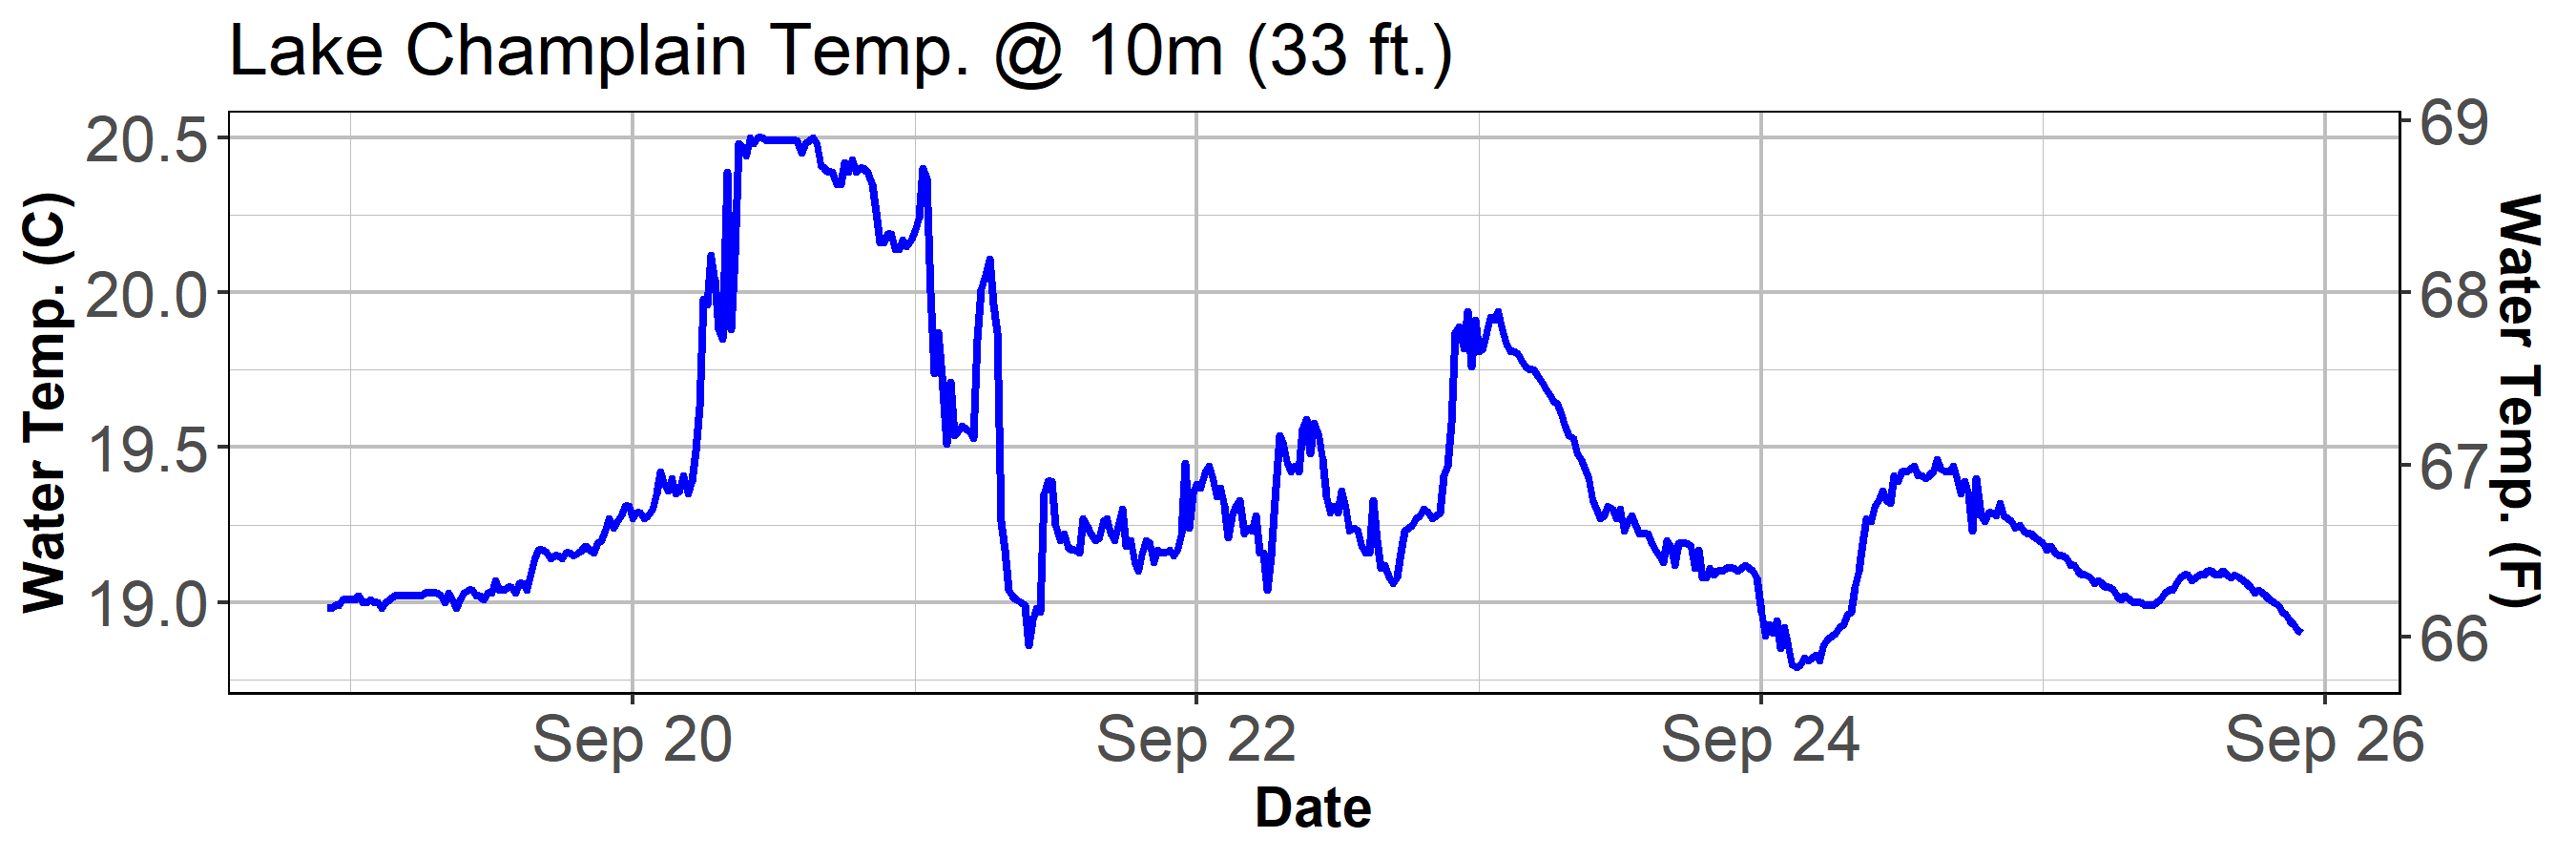 Lake Champlain Temp. @ 10m (33 ft.)
Water Temp. (C)
20.5
20.0
19.5
19.0
69
68
67
66
Water Temp. (F)
Sep 20 Sep 22 Sep 24 Sep 26
Date